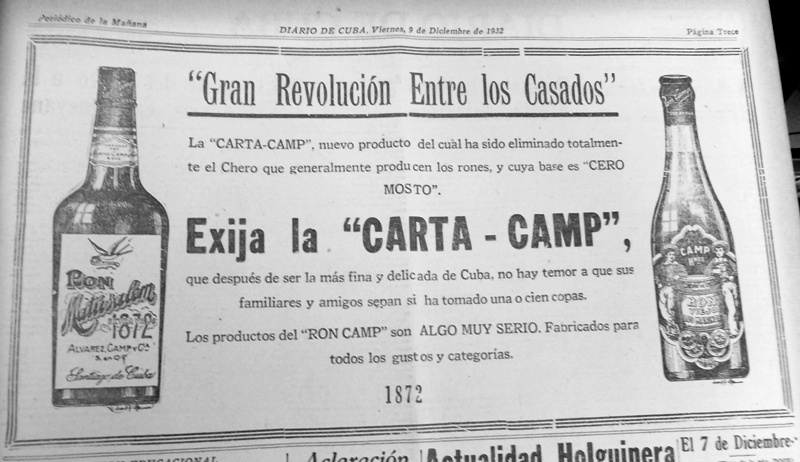 Periódico de la Mañana
DIARIO DE CUBA, Viernes, 9 de Diciembre de 1932
Página Trece
"Gran Revolución Entre los Casados"
La "CARTA-CAMP", nuevo producto del cual ha sido eliminado totalmen-
te el Chero que generalmente producen los rones, y cuya base es "CERO
MOSTO".
Exija la "CARTA - CAMP",
que después de ser la más fina y delicada de Cuba, no hay temor a que sus
familiares y amigos sepan si ha tomado una o cien copas.
Los productos del "RON CAMP" son ALGO MUY SERIO. Fabricados para
todos los gustos y categorías.
1872
RON
Matusalém
1872
ALVAREZ, CAMP Y Cª
S. en C.
Santiago de Cuba
CAMP
RON
VIEJO
Aclaración
Actualidad Holguinera
El 7 de Diciembre